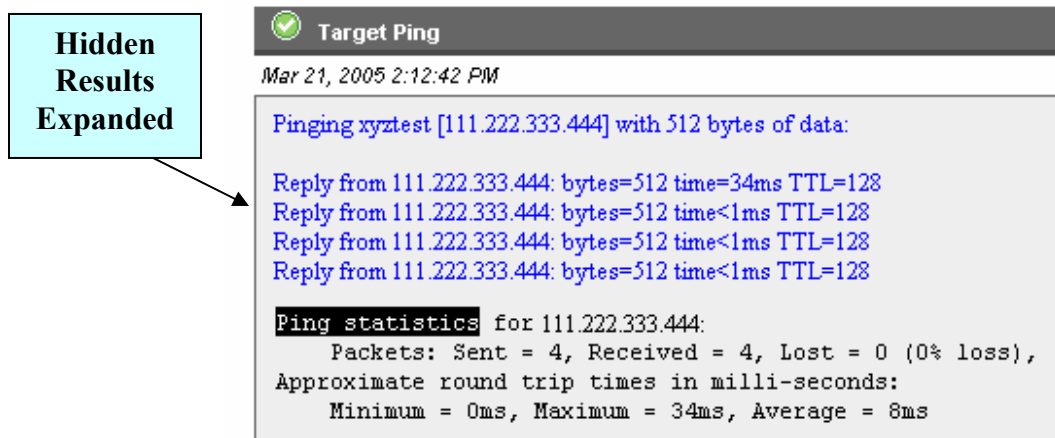 Hidden
Results
Expanded
Target Ping
Mar 21, 2005 2:12:42 PM
Pinging xyztest [111.222.333.444] with 512 bytes of data:
Reply from 111.222.333.444: bytes=512 time=34ms TTL=128
Reply from 111.222.333.444: bytes=512 time<1ms TTL=128
Reply from 111.222.333.444: bytes=512 time<1ms TTL=128
Reply from 111.222.333.444: bytes=512 time<1ms TTL=128
Ping statistics for 111.222.333.444:
Packets: Sent = 4, Received = 4, Lost = 0 (0% loss),
Approximate round trip times in milli-seconds:
Minimum = 0ms, Maximum = 34ms, Average = 8ms